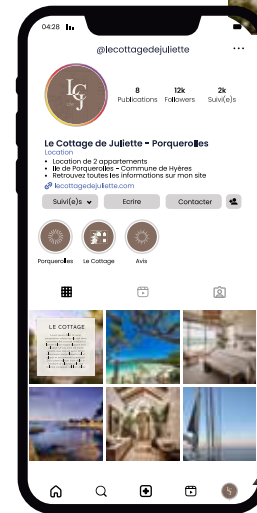 04:28
@lecottagedejuliette
LCJ
8 12k 2k
Publications Followers Suivi(e)s
Le Cottage de Juliette - Porquerolles
Location
• Location de 2 appartements
• Ile de Porquerolles - Commune de Hyères
• Retrouvez toutes les informations sur mon site
lecottagedejuliette.com
Suivi(e)s Ecrire Contacter
Porquerolles Le Cottage Avis
LE COTTAGE